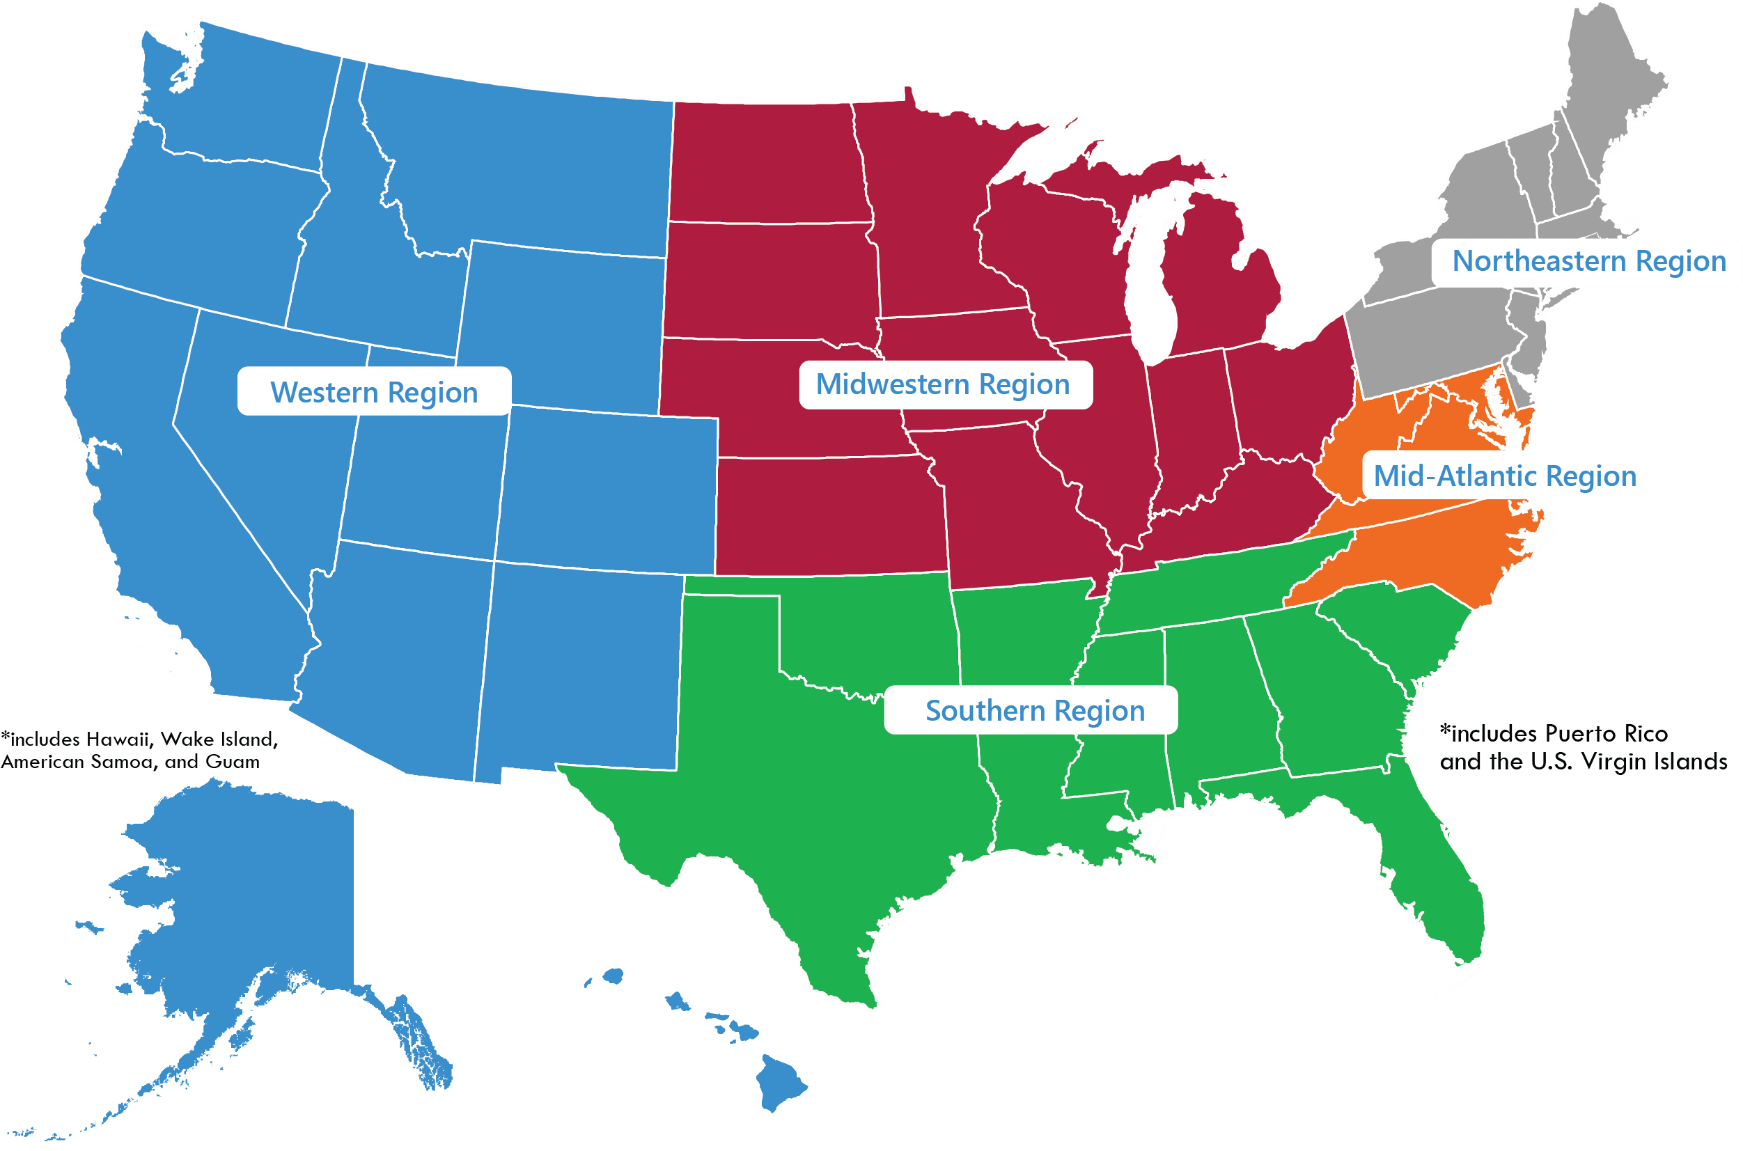 Northeastern Region
Western Region
Midwestern Region
Mid-Atlantic Region
Southern Region
*includes Hawaii, Wake Island,
American Samoa, and Guam
*includes Puerto Rico
and the U.S. Virgin Islands